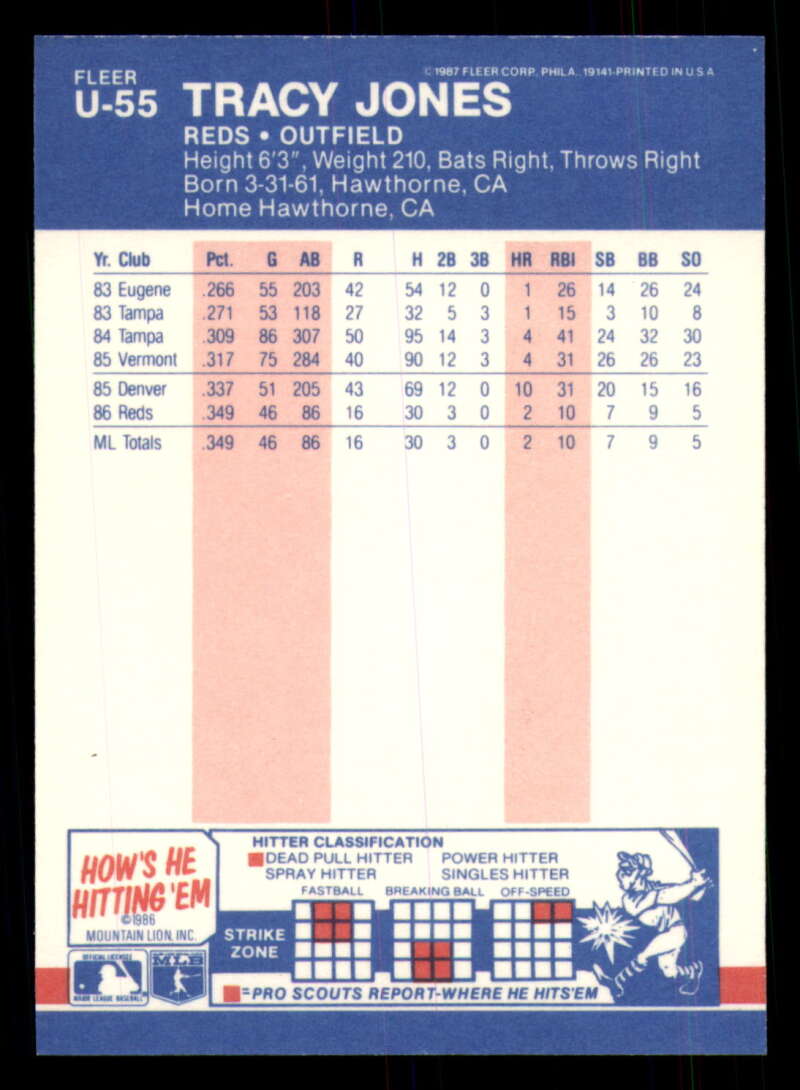 FLEER
©1987 FLEER CORP. PHILA. 19141-PRINTED IN U S A
U-55 TRACY JONES
REDS • OUTFIELD
Height 6'3", Weight 210, Bats Right, Throws Right
Born 3-31-61, Hawthorne, CA
Home Hawthorne, CA
Yr. Club Pct. G AB R H 2B 3B HR RBI SB BB SO
83 Eugene .266 55 203 42 54 12 0 1 26 14 26 24
83 Tampa .271 53 118 27 32 5 3 1 15 3 10 8
84 Tampa .309 86 307 50 95 14 3 4 41 24 32 30
85 Vermont .317 75 284 40 90 12 3 4 31 26 26 23
85 Denver .337 51 205 43 69 12 0 10 31 20 15 16
86 Reds .349 46 86 16 30 3 0 2 10 7 9 5
ML Totals .349 46 86 16 30 3 0 2 10 7 9 5
HOW'S HE
HITTING 'EM
©1986
MOUNTAIN LION, INC.
HITTER CLASSIFICATION
DEAD PULL HITTER POWER HITTER
SPRAY HITTER SINGLES HITTER
FASTBALL BREAKING BALL OFF-SPEED
STRIKE
ZONE
=PRO SCOUTS REPORT-WHERE HE HITS'EM
OFFICIAL LICENSEE
MAJOR LEAGUE BASEBALL
MLB